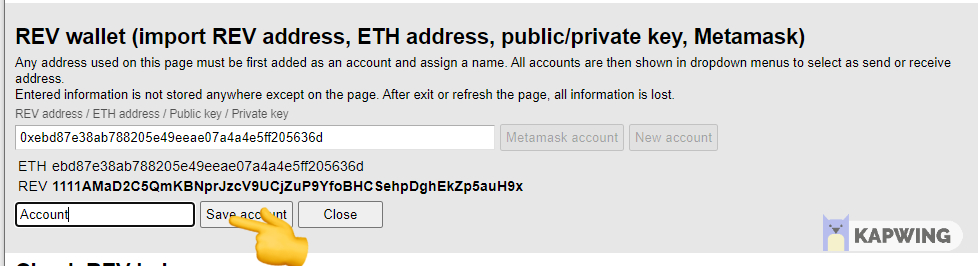 REV wallet (import REV address, ETH address, public/private key, Metamask)
Any address used on this page must be first added as an account and assign a name. All accounts are then shown in dropdown menus to select as send or receive
address.
Entered information is not stored anywhere except on the page. After exit or refresh the page, all information is lost.
REV address / ETH address / Public key / Private key
0xebd87e38ab788205e49eeae07a4a4e5ff205636d Metamask account New account
ETH ebd87e38ab788205e49eeae07a4a4e5ff205636d
REV 1111AMaD2C5QmKBNprJzcV9UCjZuP9YfoBHCSehpDghEkZp5auH9x
Account Save account Close
KAPWING